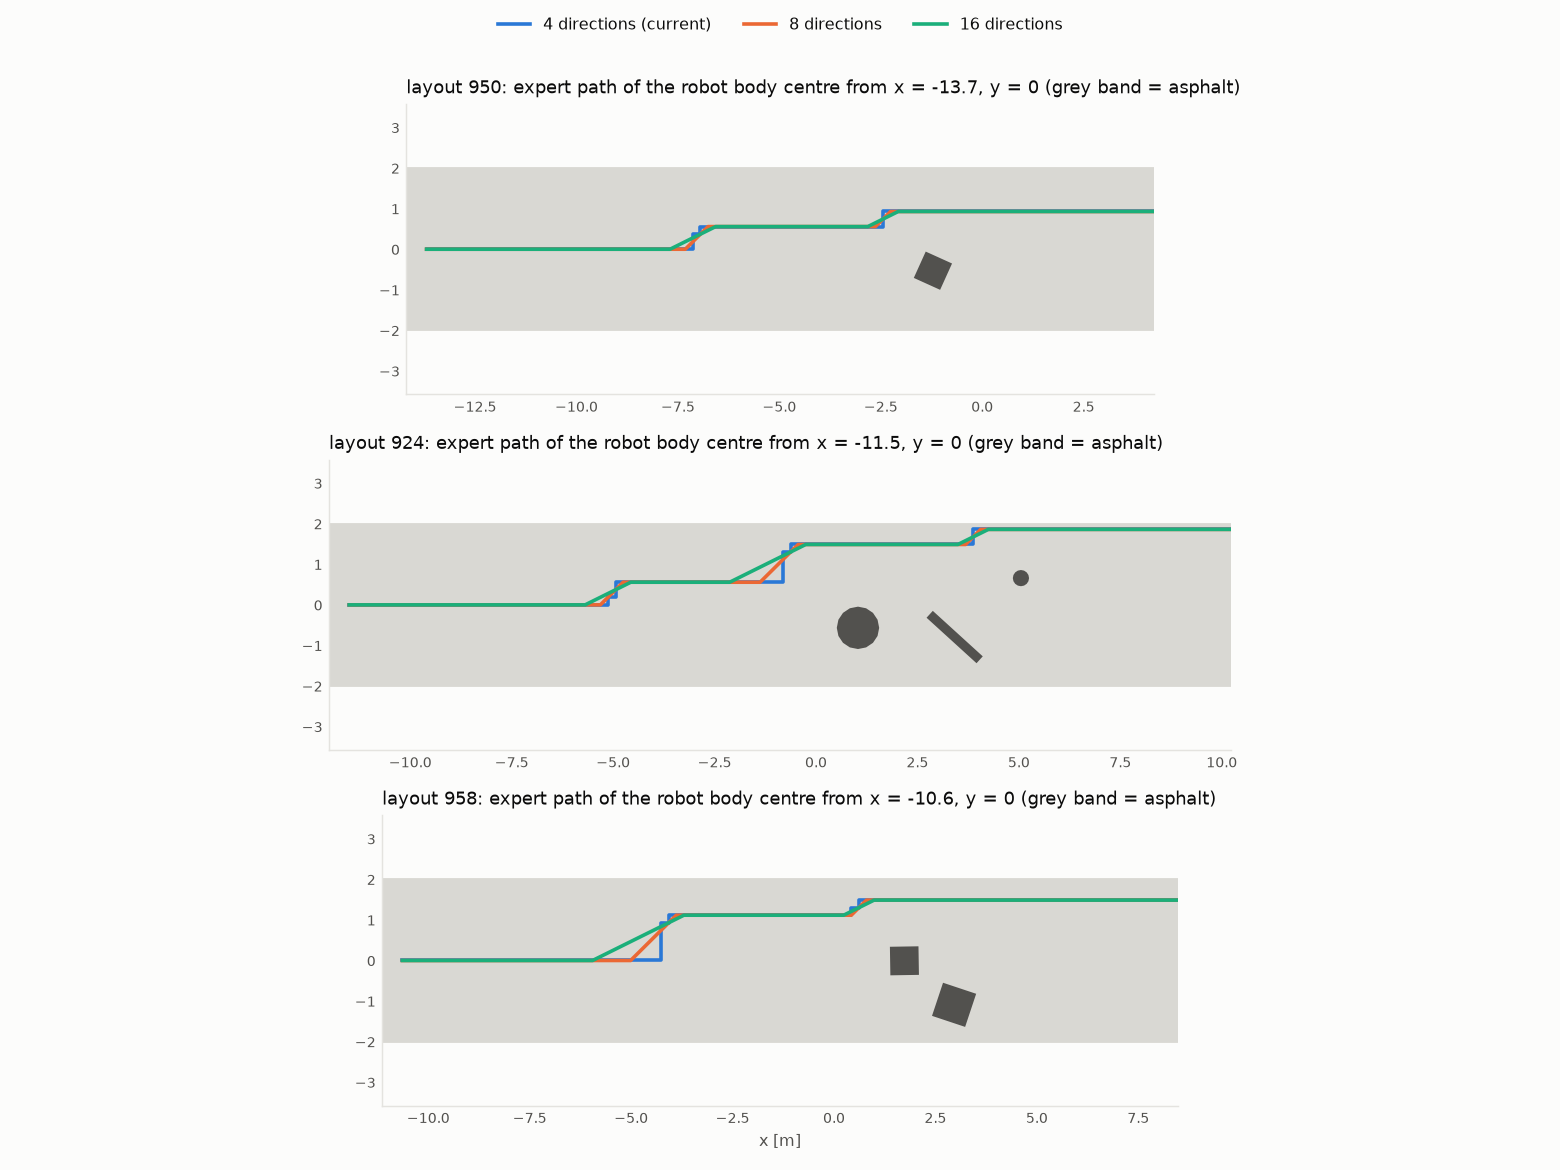 4 directions (current) 8 directions 16 directions
layout 950: expert path of the robot body centre from x = -13.7, y = 0 (grey band = asphalt)
3
2
1
0
−1
−2
−3
−12.5 −10.0 −7.5 −5.0 −2.5 0.0 2.5
layout 924: expert path of the robot body centre from x = -11.5, y = 0 (grey band = asphalt)
3
2
1
0
−1
−2
−3
−10.0 −7.5 −5.0 −2.5 0.0 2.5 5.0 7.5 10.0
layout 958: expert path of the robot body centre from x = -10.6, y = 0 (grey band = asphalt)
3
2
1
0
−1
−2
−3
−10.0 −7.5 −5.0 −2.5 0.0 2.5 5.0 7.5
x [m]